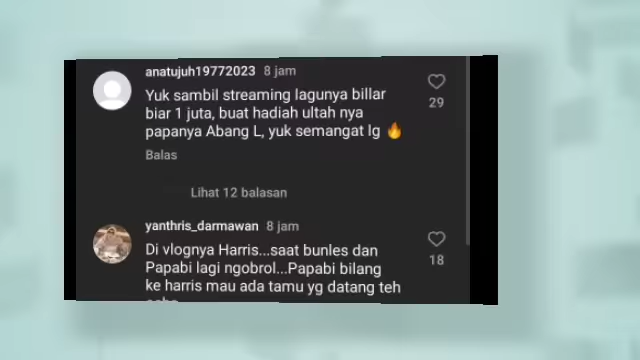 anatujuh19772023 8 jam
Yuk sambil streaming lagunya billar
biar 1 juta, buat hadiah ultah nya
papanya Abang L, yuk semangat lg 🔥
29
Balas
Lihat 12 balasan
yanthris_darmawan 8 jam
Di vlognya Harris...saat bunles dan
Papabi lagi ngobrol...Papabi bilang
ke harris mau ada tamu yg datang teh
18